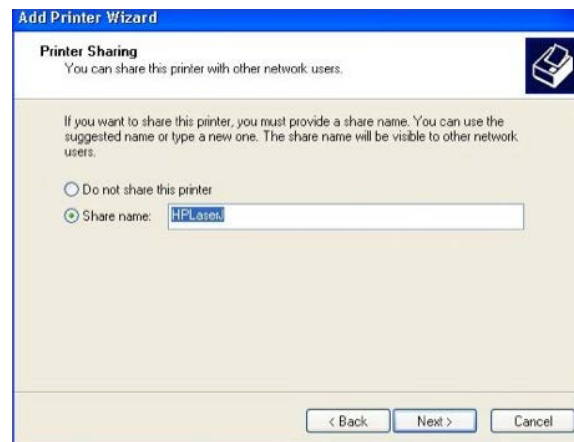 Add Printer Wizard
Printer Sharing
You can share this printer with other network users.
If you want to share this printer, you must provide a share name. You can use the
suggested name or type a new one. The share name will be visible to other network
users.
Do not share this printer
Share name: HPLaserJ
< Back Next > Cancel